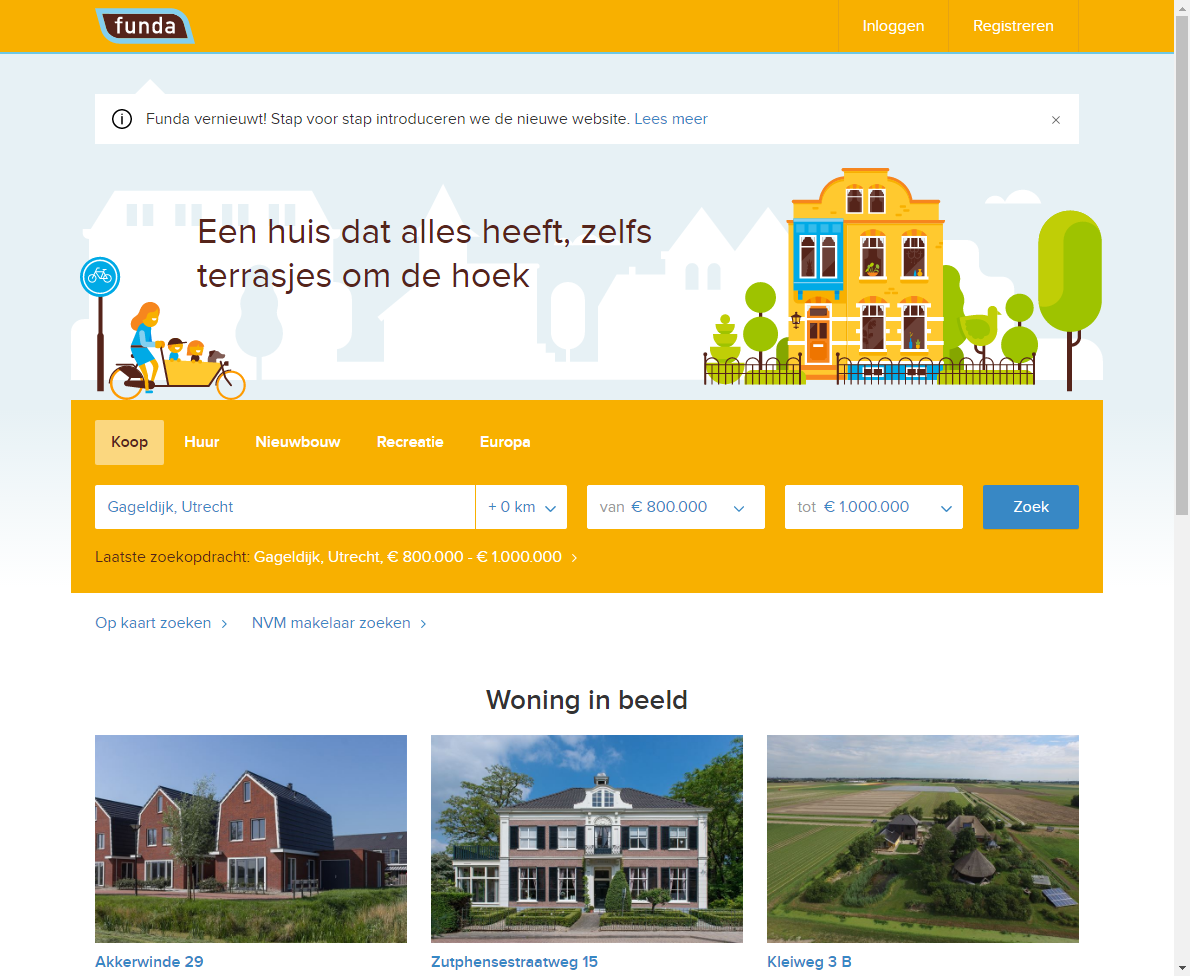 funda
Inloggen
Registreren
Funda vernieuwt! Stap voor stap introduceren we de nieuwe website. Lees meer
Een huis dat alles heeft, zelfs
terrasjes om de hoek
Koop
Huur
Nieuwbouw
Recreatie
Europa
Gageldijk, Utrecht
+ 0 km
van € 800.000
tot € 1.000.000
Zoek
Laatste zoekopdracht: Gageldijk, Utrecht, € 800.000 - € 1.000.000
Op kaart zoeken
NVM makelaar zoeken
Woning in beeld
Akkerwinde 29
Zutphensestraatweg 15
Kleiweg 3 B